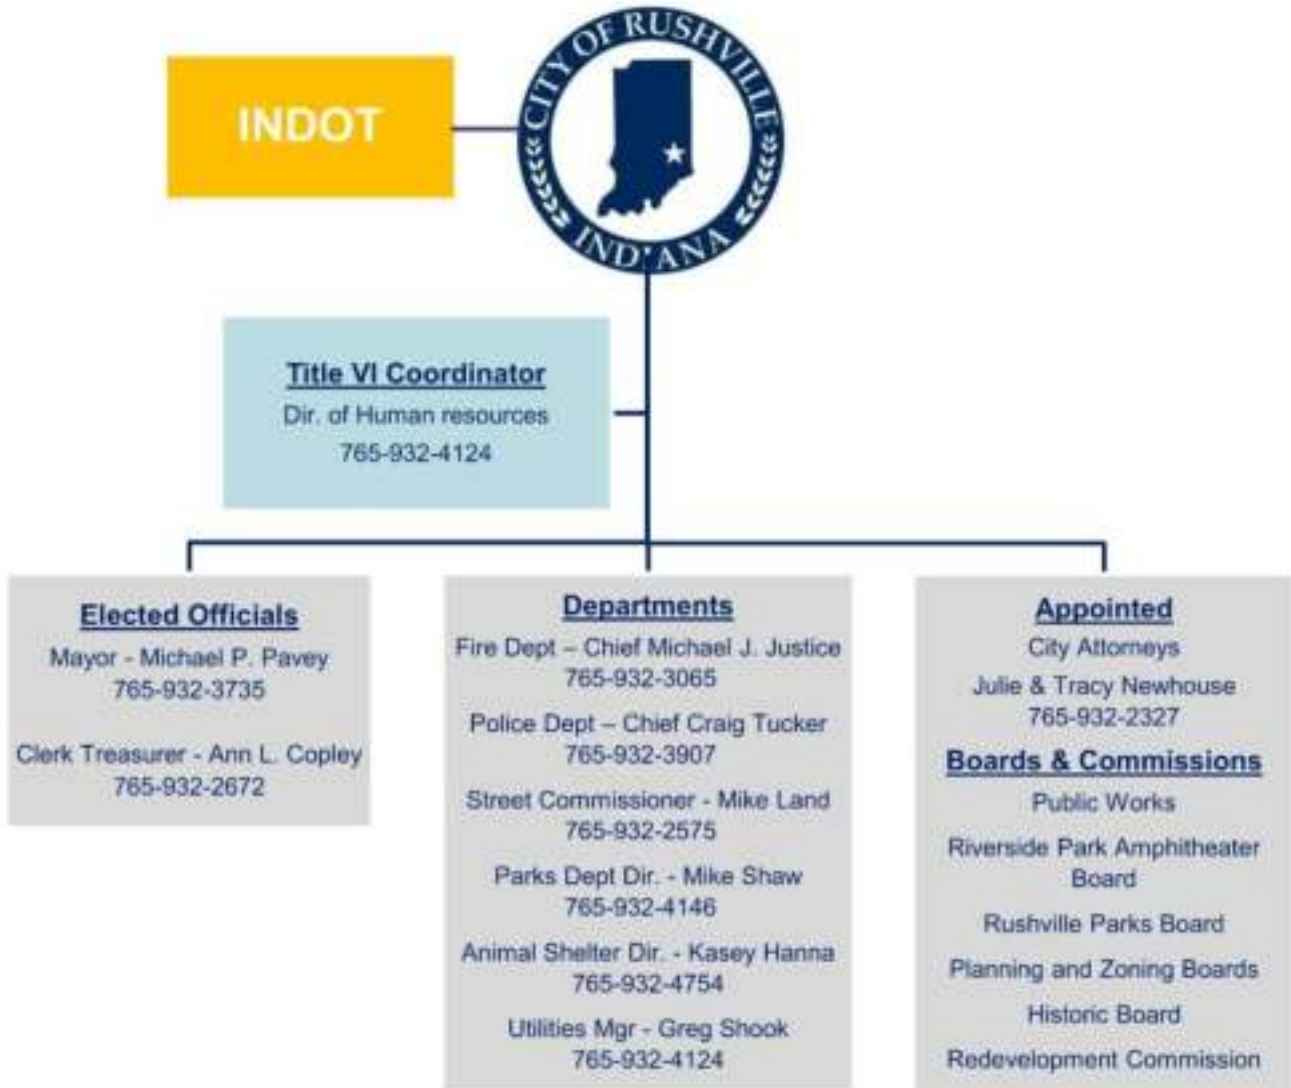 INDOT
CITY OF RUSHVILLE
IND'ANA
Title VI Coordinator
Dir. of Human resources
765-932-4124
Elected Officials
Mayor - Michael P. Pavey
765-932-3735
Clerk Treasurer - Ann L. Copley
765-932-2672
Departments
Fire Dept – Chief Michael J. Justice
765-932-3065
Police Dept – Chief Craig Tucker
765-932-3907
Street Commissioner - Mike Land
765-932-2575
Parks Dept Dir. - Mike Shaw
765-932-4146
Animal Shelter Dir. - Kasey Hanna
765-932-4754
Utilities Mgr - Greg Shook
765-932-4124
Appointed
City Attorneys
Julie & Tracy Newhouse
765-932-2327
Boards & Commissions
Public Works
Riverside Park Amphitheater
Board
Rushville Parks Board
Planning and Zoning Boards
Historic Board
Redevelopment Commission